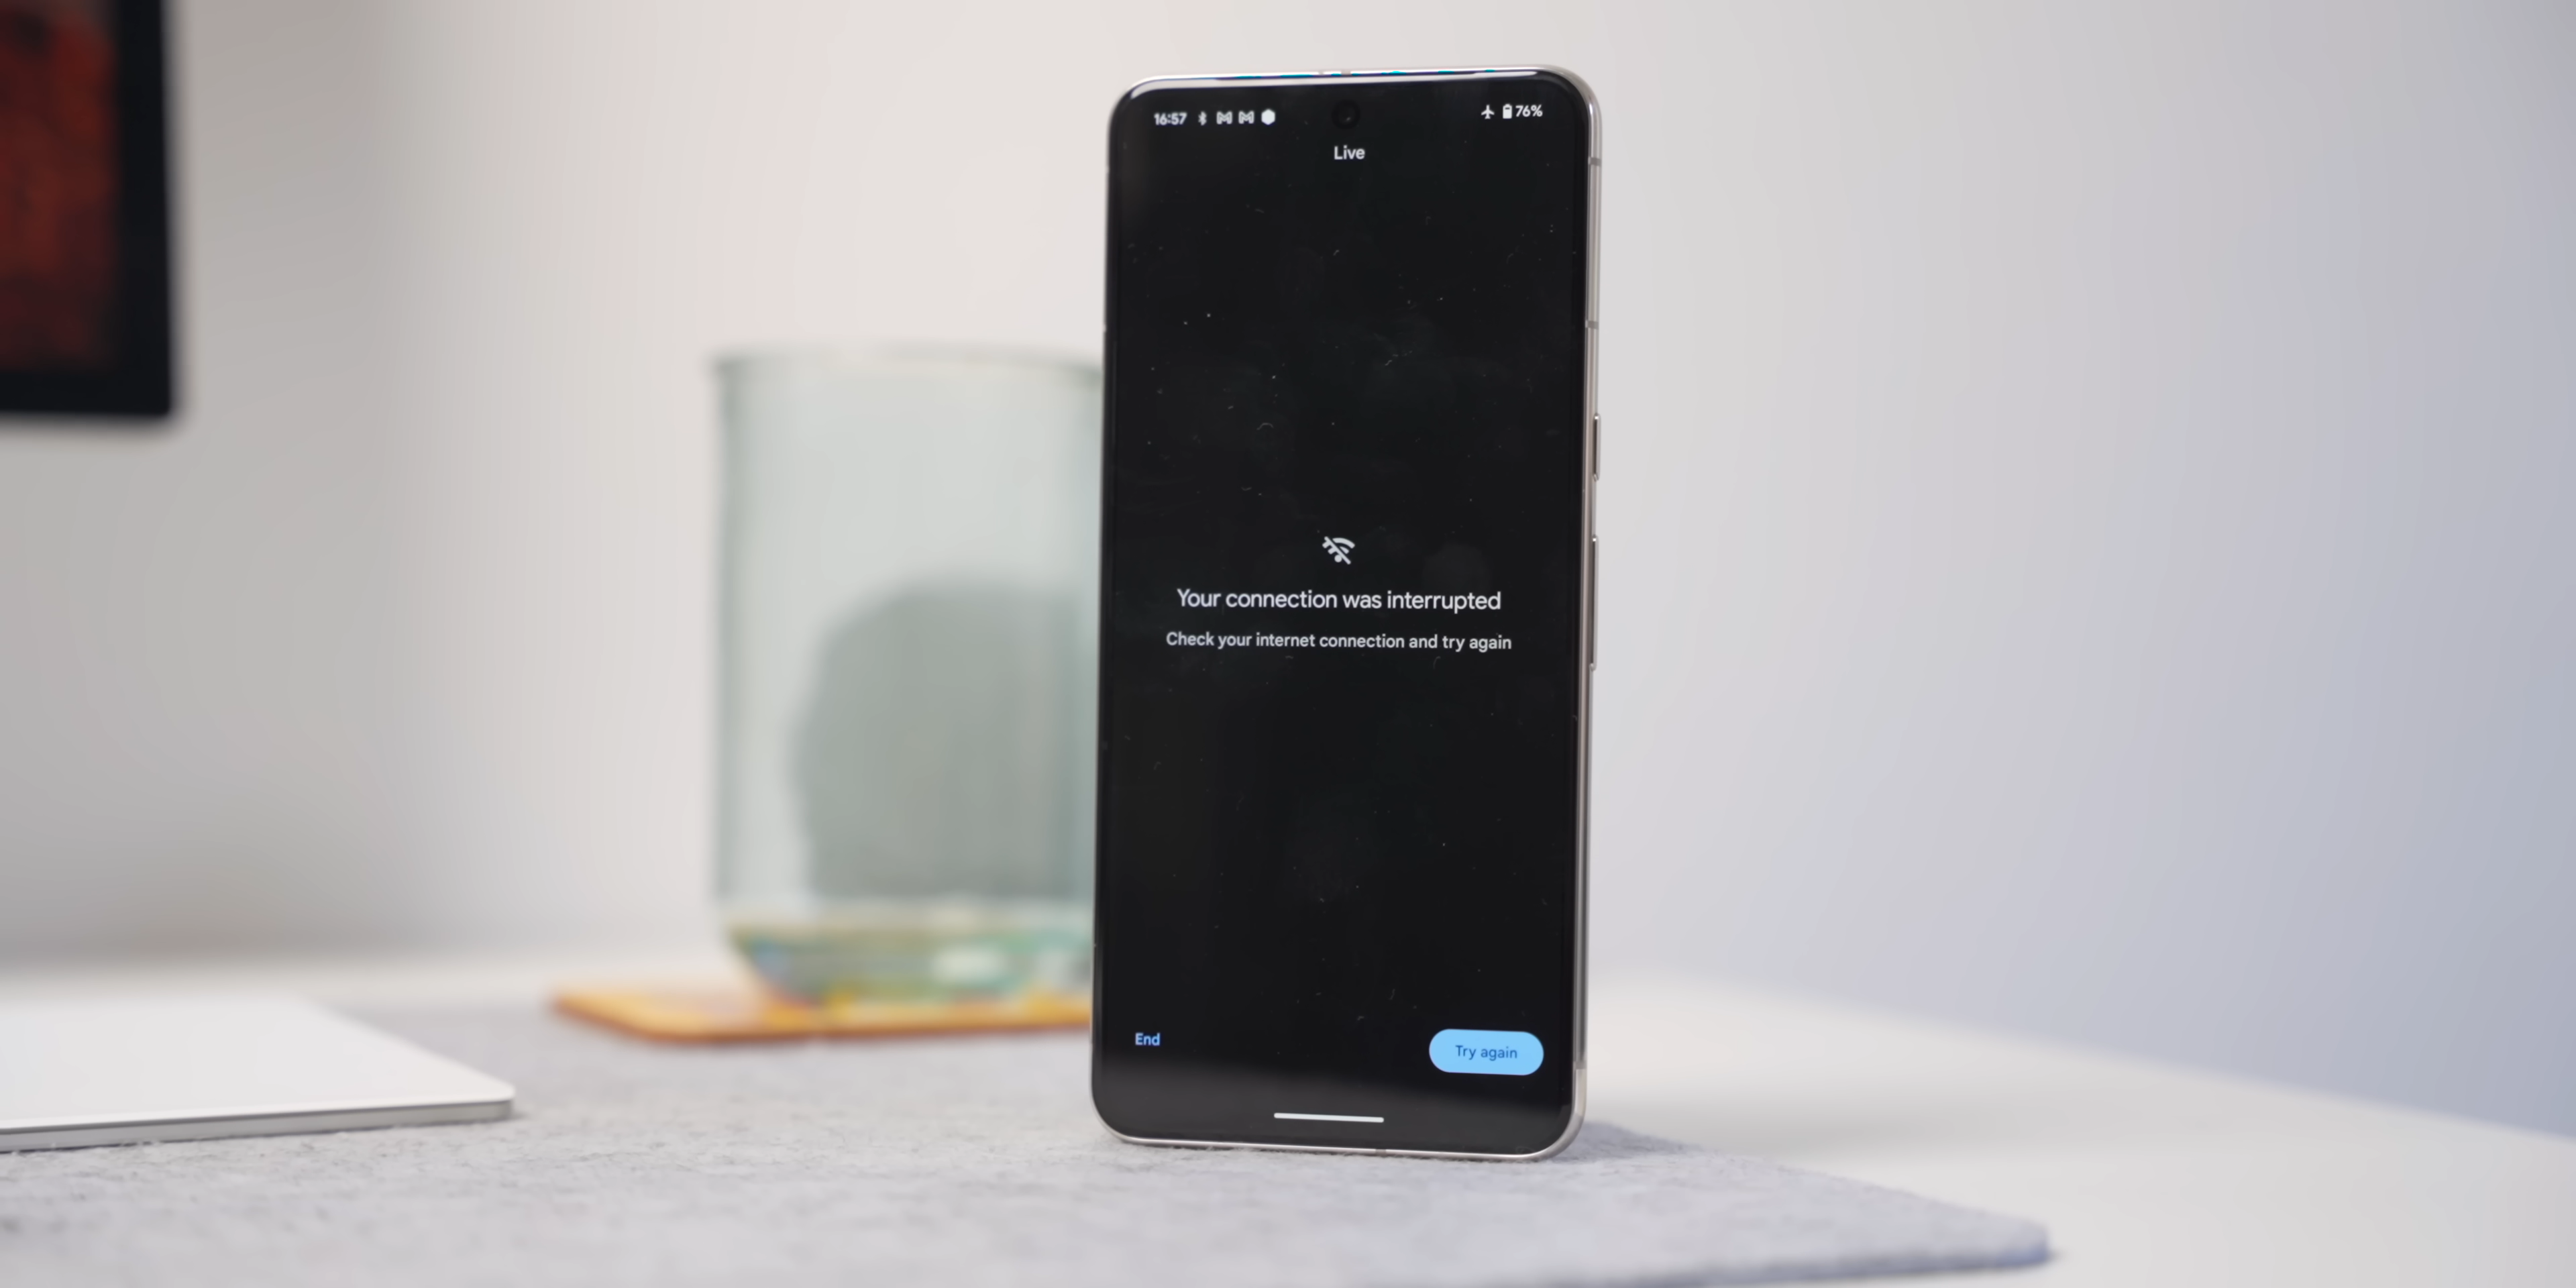 16:57
76%
Live
Your connection was interrupted
Check your internet connection and try again
End
Try again